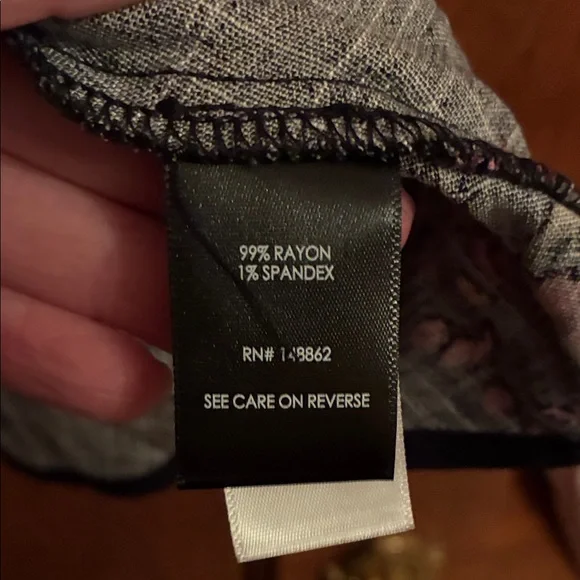 99% RAYON
1% SPANDEX
RN# 148862
SEE CARE ON REVERSE